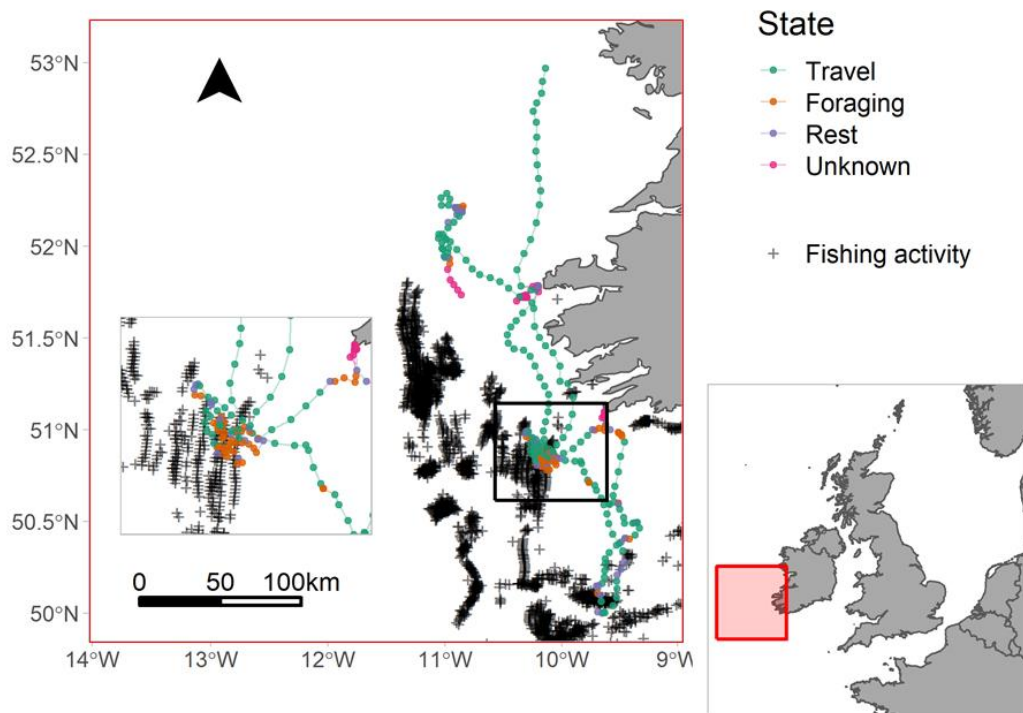 State
Travel
Foraging
Rest
Unknown
Fishing activity
53°N
52.5°N
52°N
51.5°N
51°N
50.5°N
50°N
0 50 100km
14°W 13°W 12°W 11°W 10°W 9°W